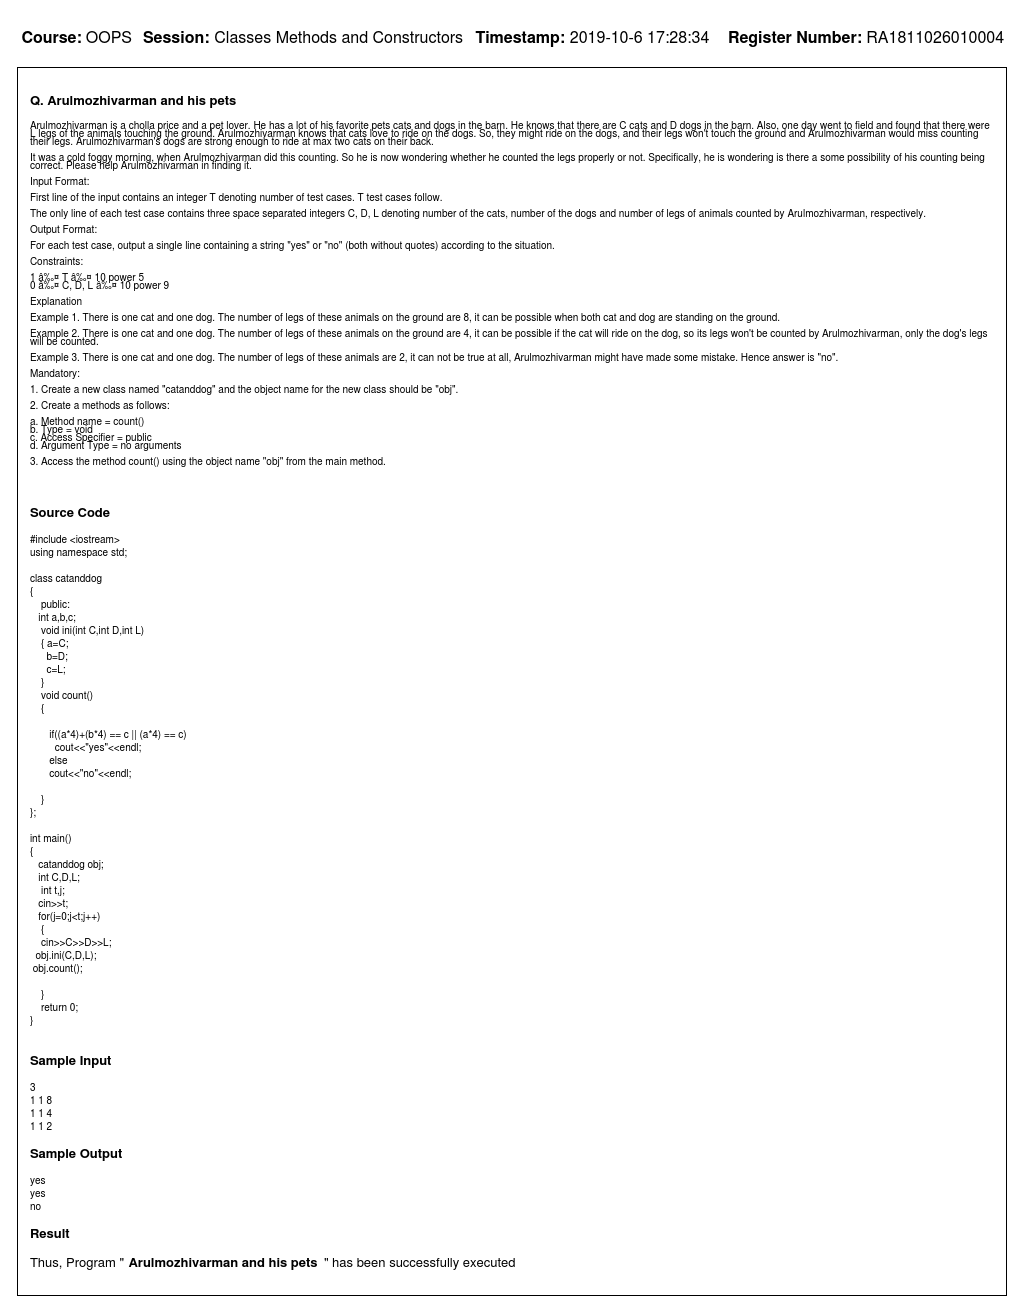 Course: OOPS Session: Classes Methods and Constructors Timestamp: 2019-10-6 17:28:34 Register Number: RA1811026010004
Q. Arulmozhivarman and his pets
Arulmozhivarman is a cholla price and a pet lover. He has a lot of his favorite pets cats and dogs in the barn. He knows that there are C cats and D dogs in the barn. Also, one day went to field and found that there were
L legs of the animals touching the ground. Arulmozhivarman knows that cats love to ride on the dogs. So, they might ride on the dogs, and their legs won't touch the ground and Arulmozhivarman would miss counting
their legs. Arulmozhivarman's dogs are strong enough to ride at max two cats on their back.
It was a cold foggy morning, when Arulmozhivarman did this counting. So he is now wondering whether he counted the legs properly or not. Specifically, he is wondering is there a some possibility of his counting being
correct. Please help Arulmozhivarman in finding it.
Input Format:
First line of the input contains an integer T denoting number of test cases. T test cases follow.
The only line of each test case contains three space separated integers C, D, L denoting number of the cats, number of the dogs and number of legs of animals counted by Arulmozhivarman, respectively.
Output Format:
For each test case, output a single line containing a string "yes" or "no" (both without quotes) according to the situation.
Constraints:
1 â‰¤ T â‰¤ 10 power 5
0 â‰¤ C, D, L â‰¤ 10 power 9
Explanation
Example 1. There is one cat and one dog. The number of legs of these animals on the ground are 8, it can be possible when both cat and dog are standing on the ground.
Example 2. There is one cat and one dog. The number of legs of these animals on the ground are 4, it can be possible if the cat will ride on the dog, so its legs won't be counted by Arulmozhivarman, only the dog's legs
will be counted.
Example 3. There is one cat and one dog. The number of legs of these animals are 2, it can not be true at all, Arulmozhivarman might have made some mistake. Hence answer is "no".
Mandatory:
1. Create a new class named "catanddog" and the object name for the new class should be "obj".
2. Create a methods as follows:
a. Method name = count()
b. Type = void
c. Access Specifier = public
d. Argument Type = no arguments
3. Access the method count() using the object name "obj" from the main method.
Source Code
#include <iostream>
using namespace std;
class catanddog
{
public:
int a,b,c;
void ini(int C,int D,int L)
{ a=C;
b=D;
c=L;
}
void count()
{
if((a*4)+(b*4) == c || (a*4) == c)
cout<<"yes"<<endl;
else
cout<<"no"<<endl;
}
};
int main()
{
catanddog obj;
int C,D,L;
int t,j;
cin>>t;
for(j=0;j<t;j++)
{
cin>>C>>D>>L;
obj.ini(C,D,L);
obj.count();
}
return 0;
}
Sample Input
3
1 1 8
1 1 4
1 1 2
Sample Output
yes
yes
no
Result
Thus, Program " Arulmozhivarman and his pets " has been successfully executed